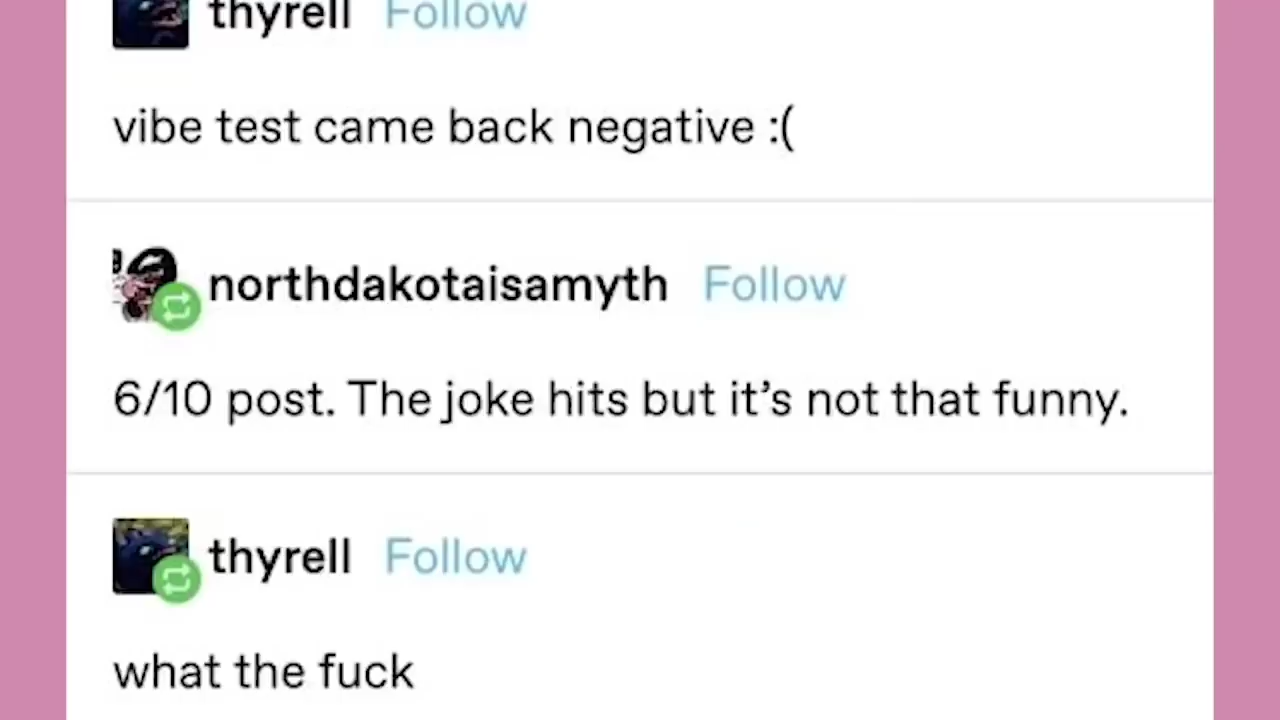 thyrell Follow
vibe test came back negative :(
northdakotaisamyth Follow
6/10 post. The joke hits but it’s not that funny.
thyrell Follow
what the fuck